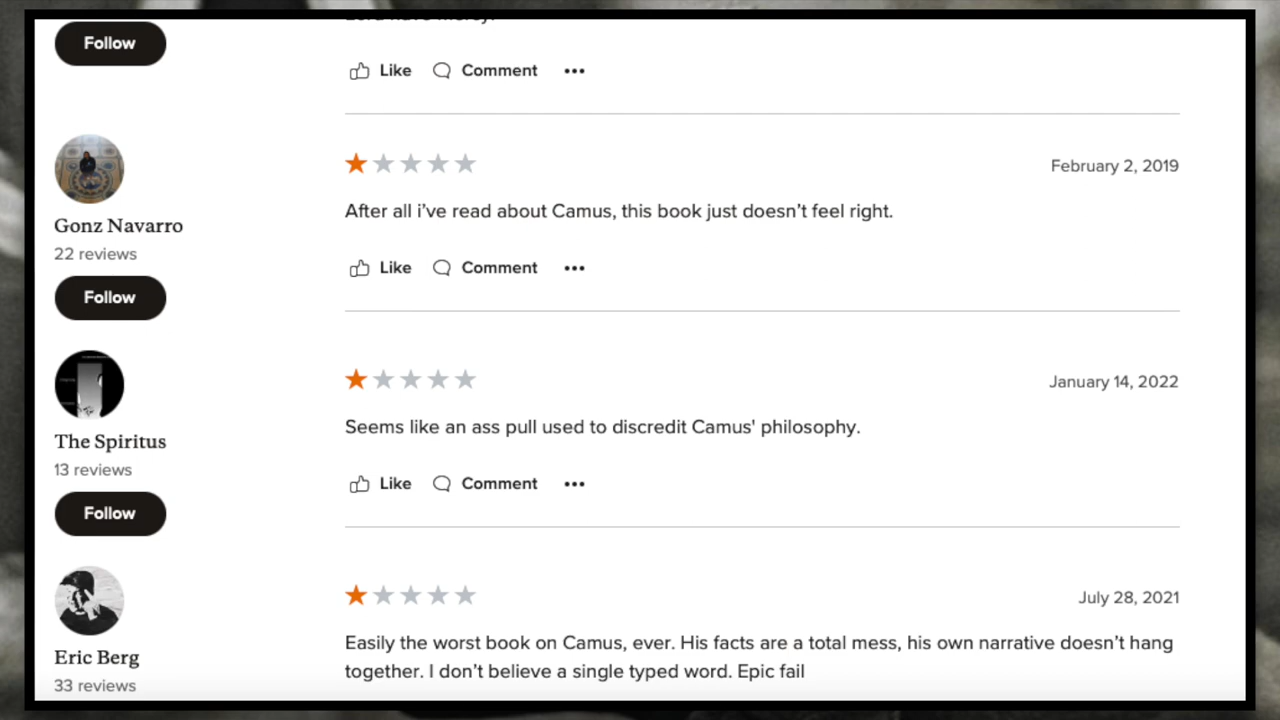 Follow
Like Comment
Gonz Navarro
22 reviews
Follow
February 2, 2019
After all i've read about Camus, this book just doesn't feel right.
Like Comment
The Spiritus
13 reviews
Follow
January 14, 2022
Seems like an ass pull used to discredit Camus' philosophy.
Like Comment
Eric Berg
33 reviews
July 28, 2021
Easily the worst book on Camus, ever. His facts are a total mess, his own narrative doesn't hang
together. I don't believe a single typed word. Epic fail